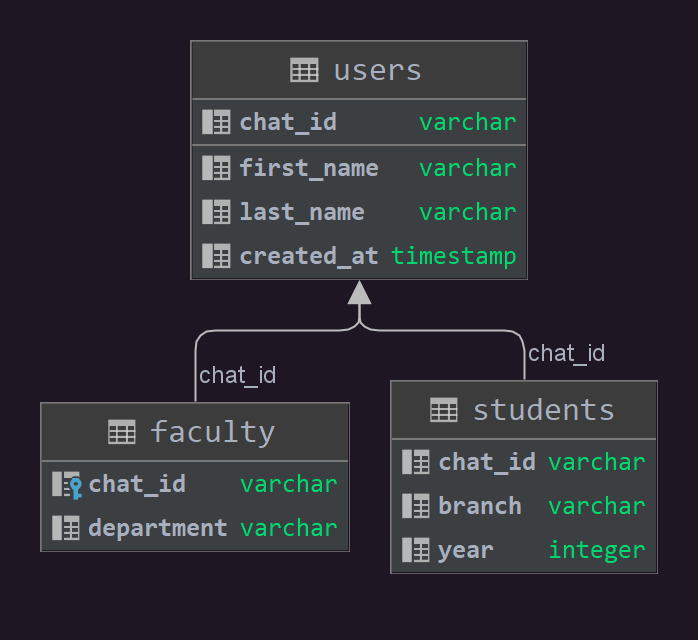 users
chat_id varchar
first_name varchar
last_name varchar
created_at timestamp
chat_id
chat_id
faculty
chat_id varchar
department varchar
students
chat_id varchar
branch varchar
year integer